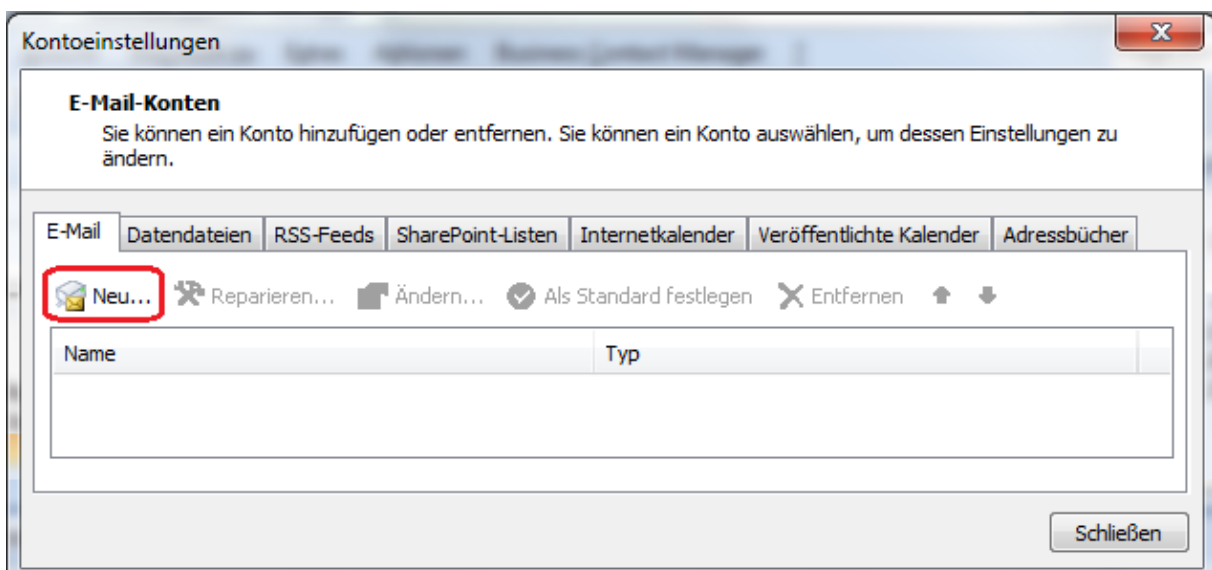 Kontoeinstellungen
E-Mail-Konten
Sie können ein Konto hinzufügen oder entfernen. Sie können ein Konto auswählen, um dessen Einstellungen zu
ändern.
E-Mail Datendateien RSS-Feeds SharePoint-Listen Internetkalender Veröffentlichte Kalender Adressbücher
Neu... Reparieren... Ändern... Als Standard festlegen Entfernen
Name Typ
Schließen